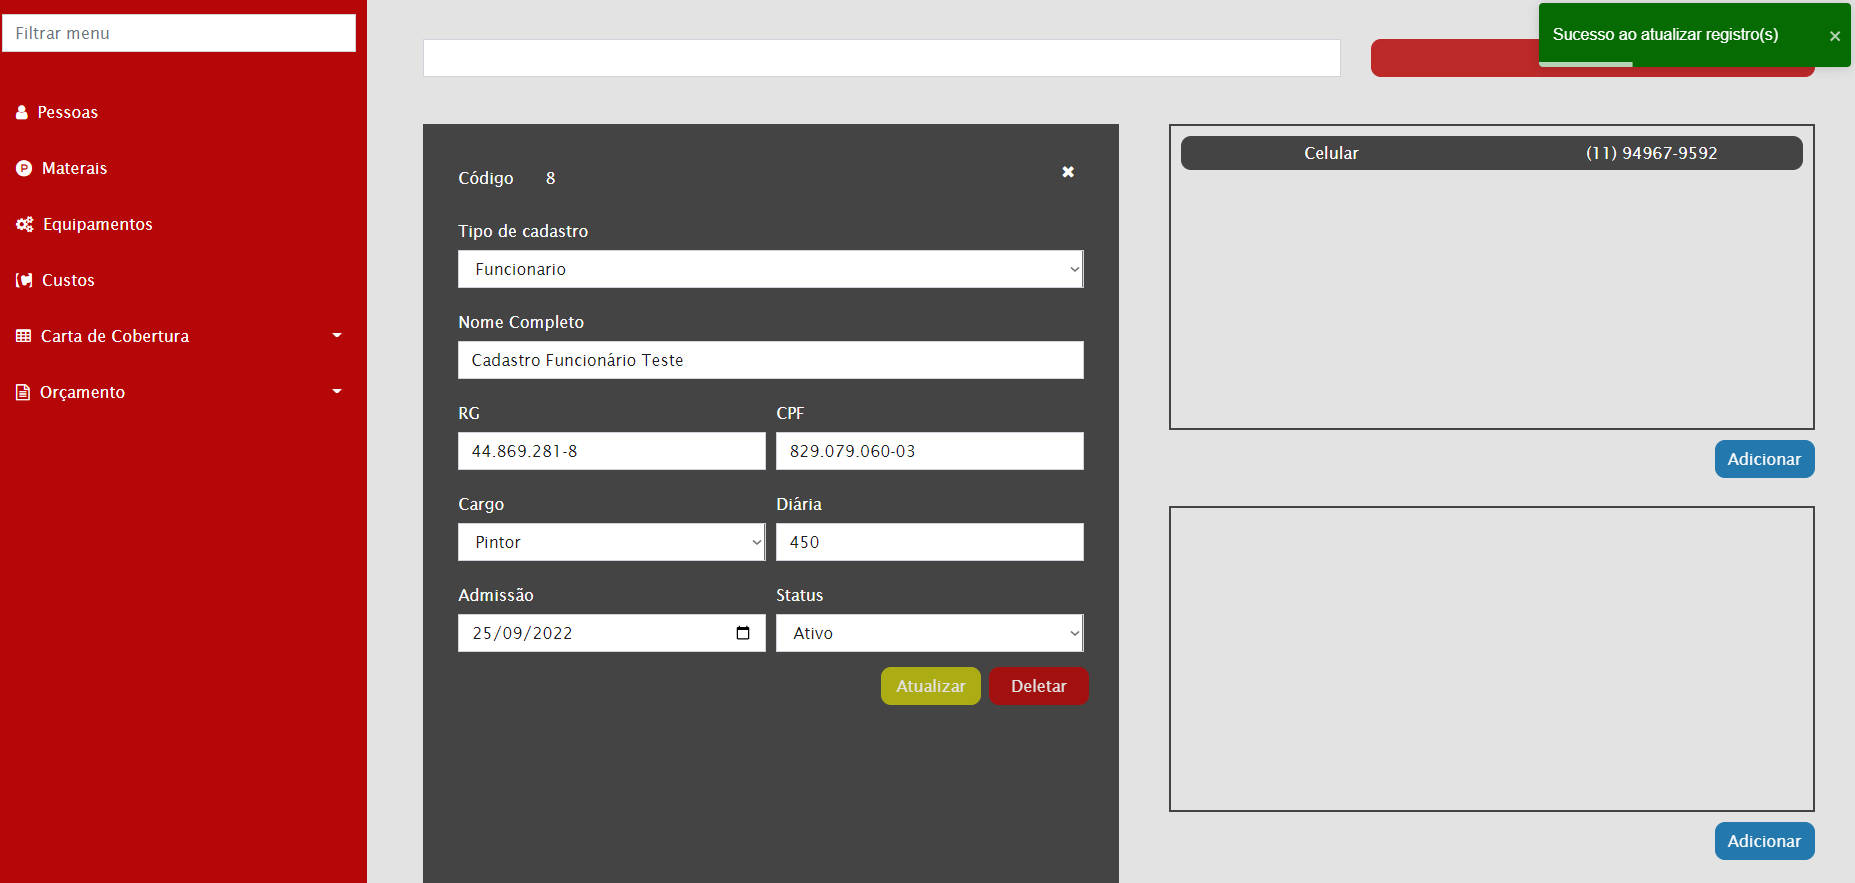 Filtrar menu
Pessoas
Materais
Equipamentos
Custos
Carta de Cobertura
Orçamento
Sucesso ao atualizar registro(s)
×
Código 8
Tipo de cadastro
Funcionario
Nome Completo
Cadastro Funcionário Teste
RG CPF
44.869.281-8 829.079.060-03
Cargo Diária
Pintor 450
Admissão Status
25/09/2022 Ativo
Atualizar Deletar
Celular (11) 94967-9592
Adicionar
Adicionar